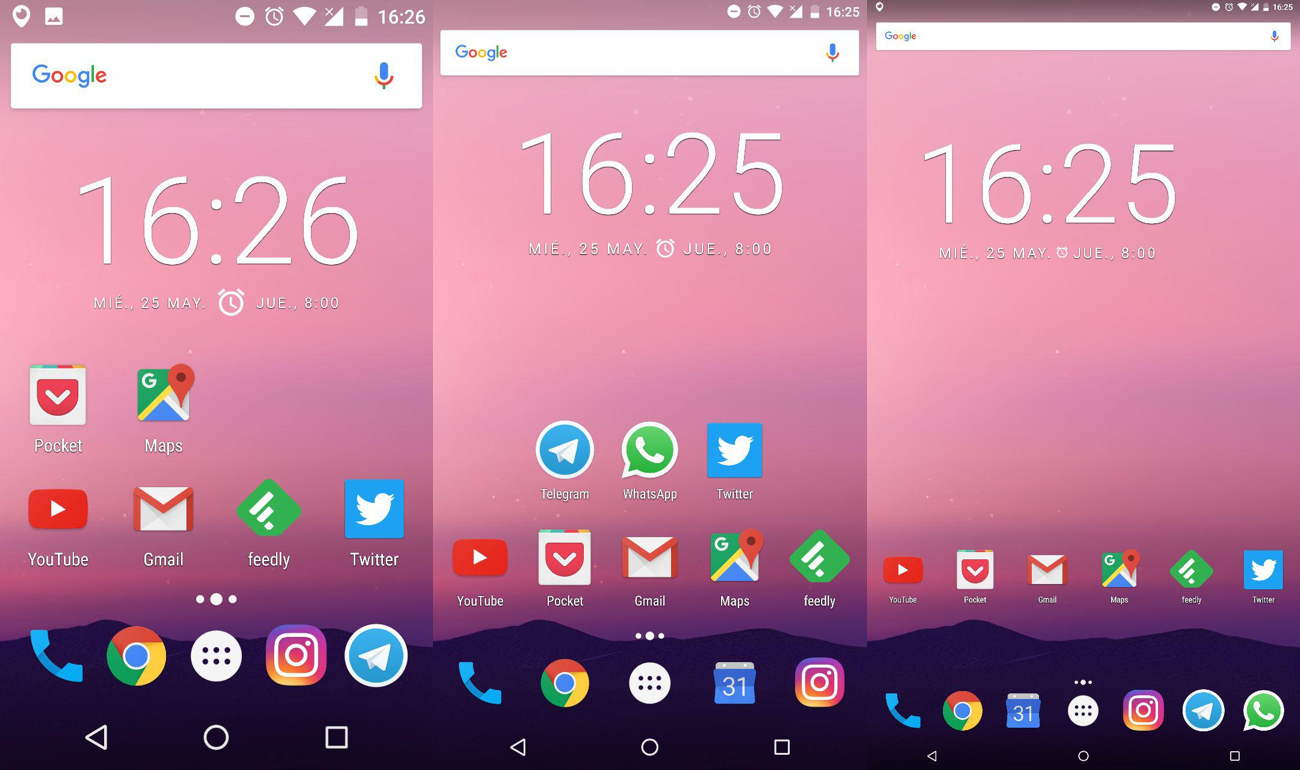 16:26
Google
16:26
MIÉ., 25 MAY. JUE., 8:00
Pocket Maps
YouTube Gmail feedly Twitter
16:25
Google
16:25
MIÉ., 25 MAY. JUE., 8:00
Telegram WhatsApp Twitter
YouTube Pocket Gmail Maps feedly
31
16:25
Google
16:25
MIÉ., 25 MAY. JUE., 8:00
YouTube Pocket Gmail Maps feedly Twitter
31